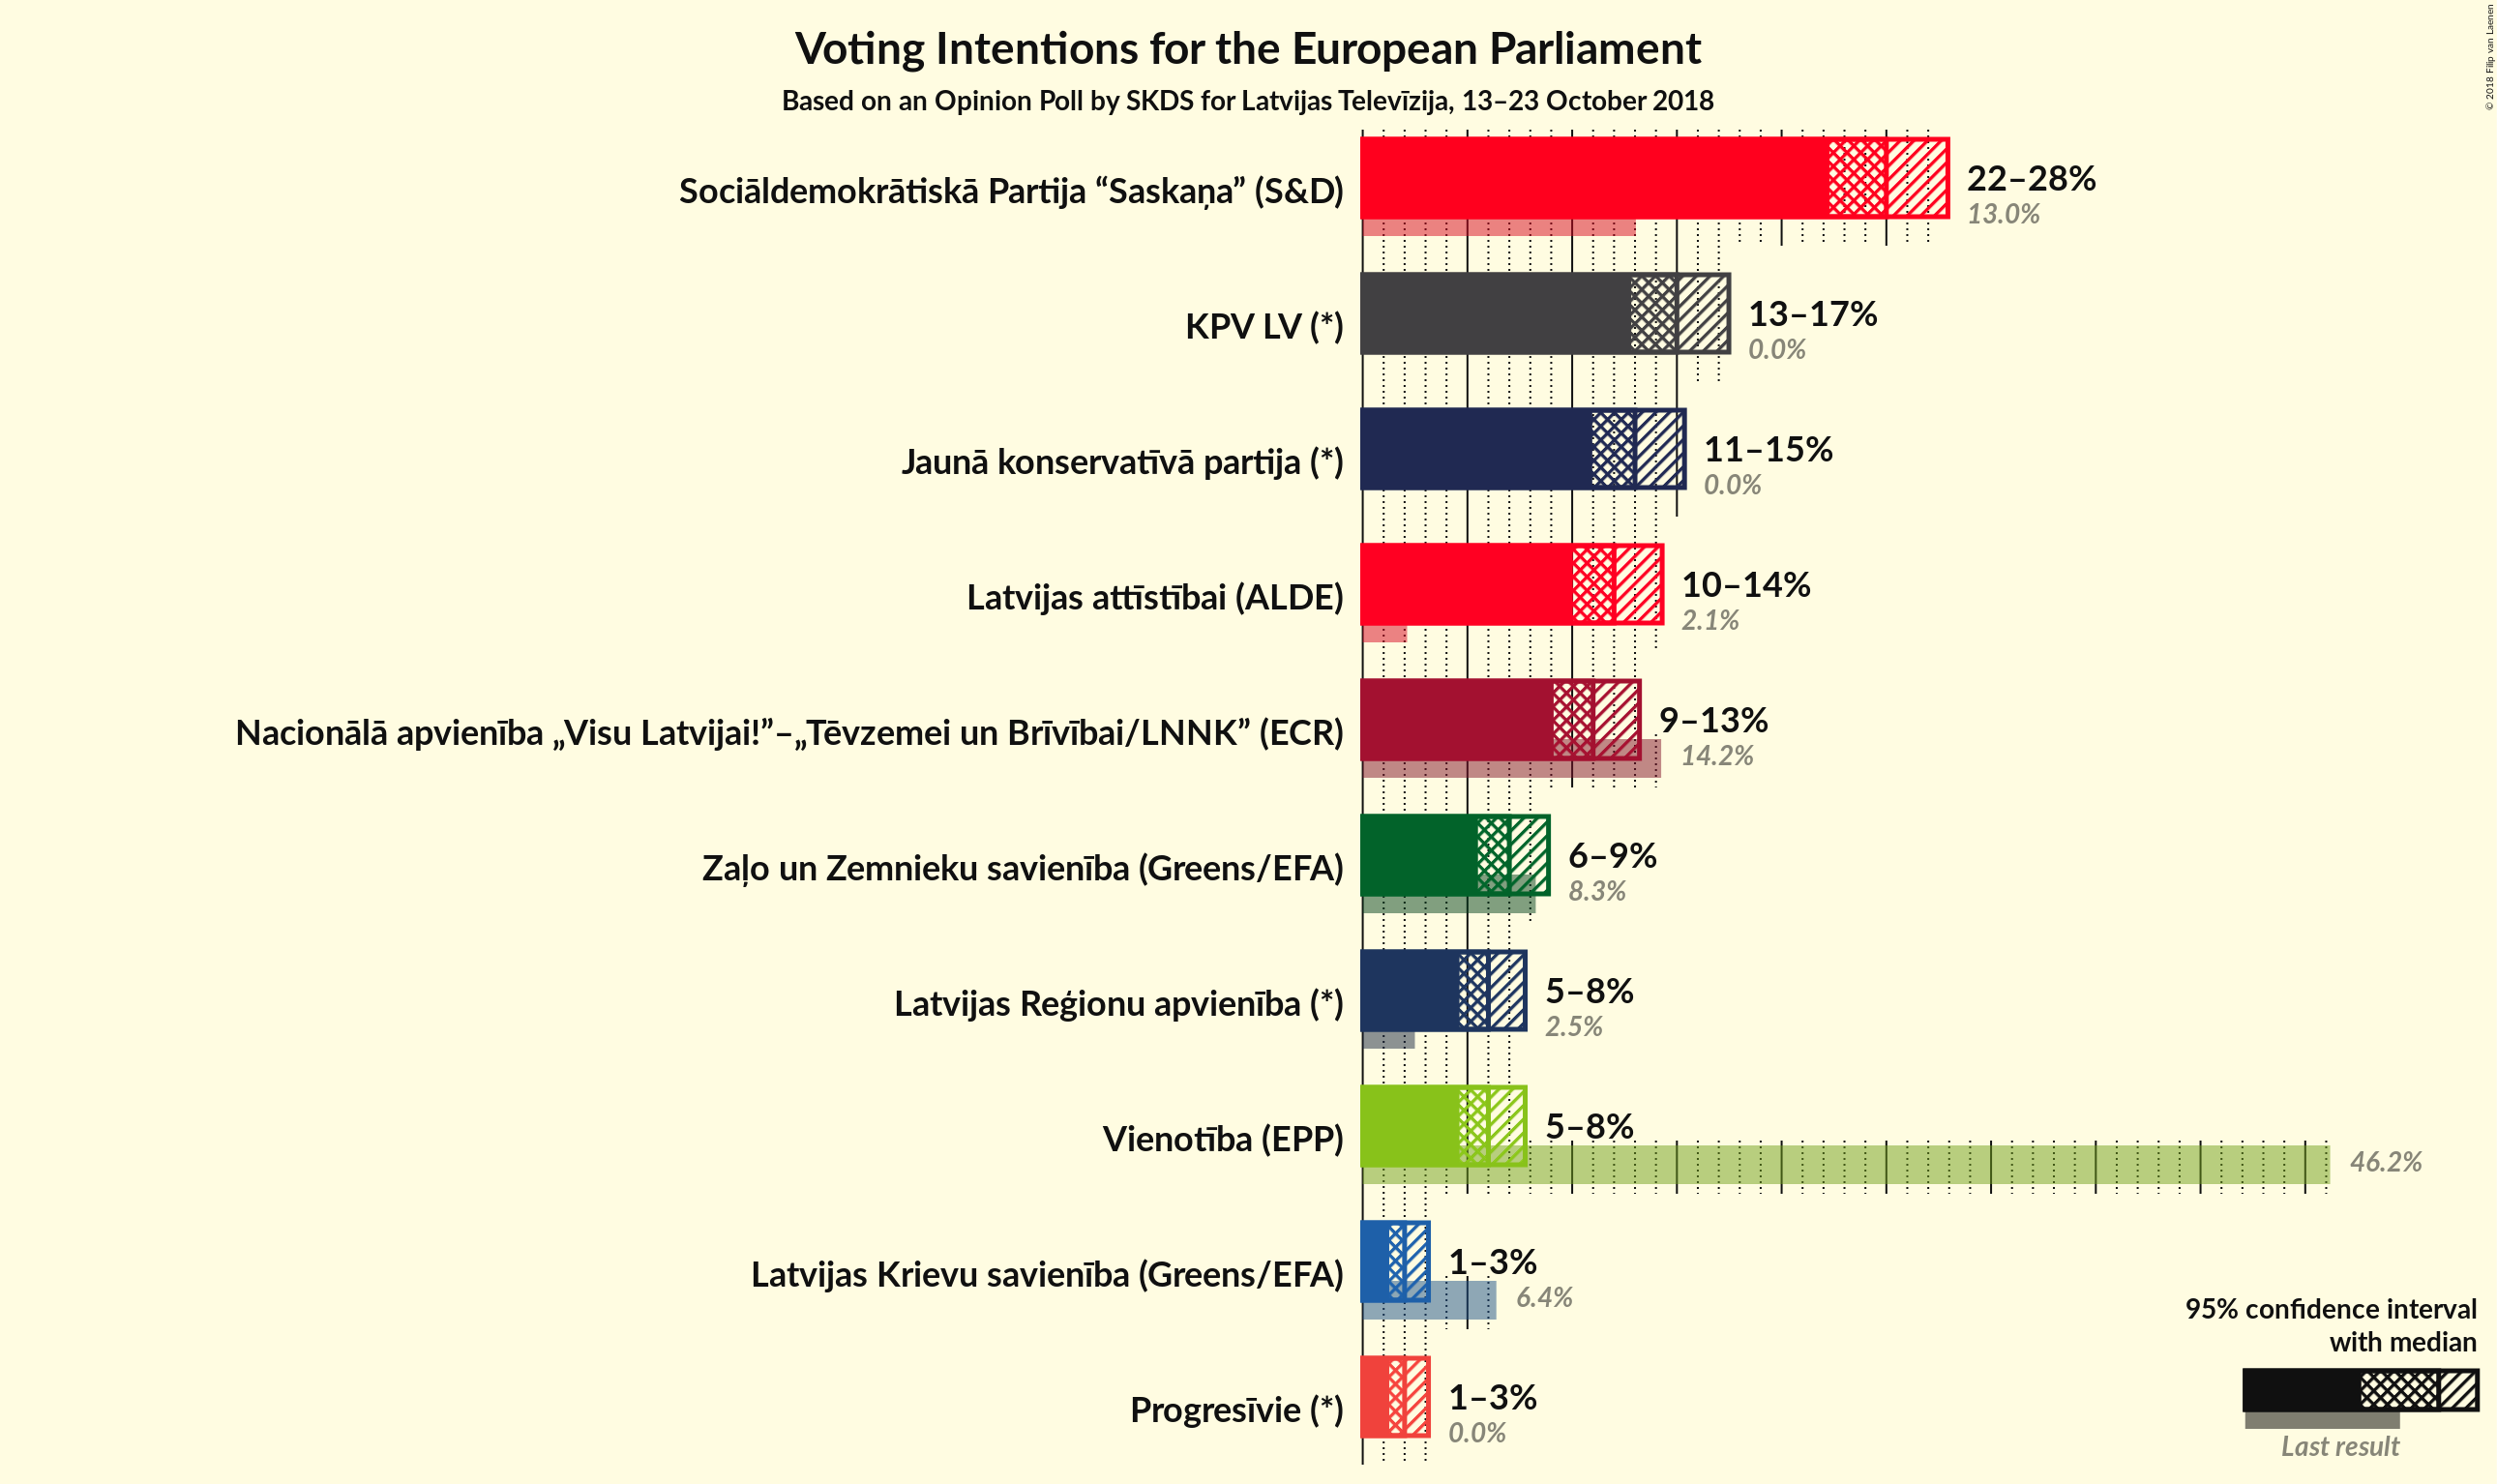 Voting Intentions for the European Parliament
Based on an Opinion Poll by SKDS for Latvijas Televīzija, 13–23 October 2018
© 2018 Filip van Laenen
Sociāldemokrātiskā Partija “Saskaņa” (S&D)
22–28%
13.0%
KPV LV (*)
13–17%
0.0%
Jaunā konservatīvā partija (*)
11–15%
0.0%
Latvijas attīstībai (ALDE)
10–14%
2.1%
Nacionālā apvienība „Visu Latvijai!”–„Tēvzemei un Brīvībai/LNNK” (ECR)
9–13%
14.2%
Zaļo un Zemnieku savienība (Greens/EFA)
6–9%
8.3%
Latvijas Reģionu apvienība (*)
5–8%
2.5%
Vienotība (EPP)
5–8%
46.2%
Latvijas Krievu savienība (Greens/EFA)
1–3%
6.4%
Progresīvie (*)
1–3%
0.0%
95% confidence interval
with median
Last result